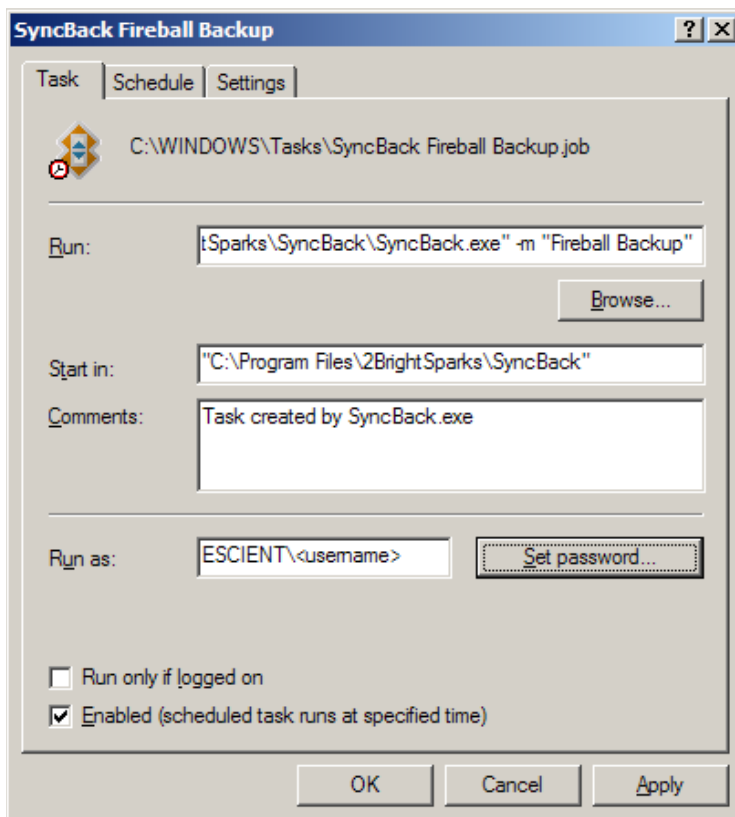 SyncBack Fireball Backup
Task Schedule Settings
C:\WINDOWS\Tasks\SyncBack Fireball Backup.job
Run: tSparks\SyncBack\SyncBack.exe" -m "Fireball Backup"
Browse...
Start in: "C:\Program Files\2BrightSparks\SyncBack"
Comments: Task created by SyncBack.exe
Run as: ESCIENT\<username> Set password...
Run only if logged on
Enabled (scheduled task runs at specified time)
OK Cancel Apply